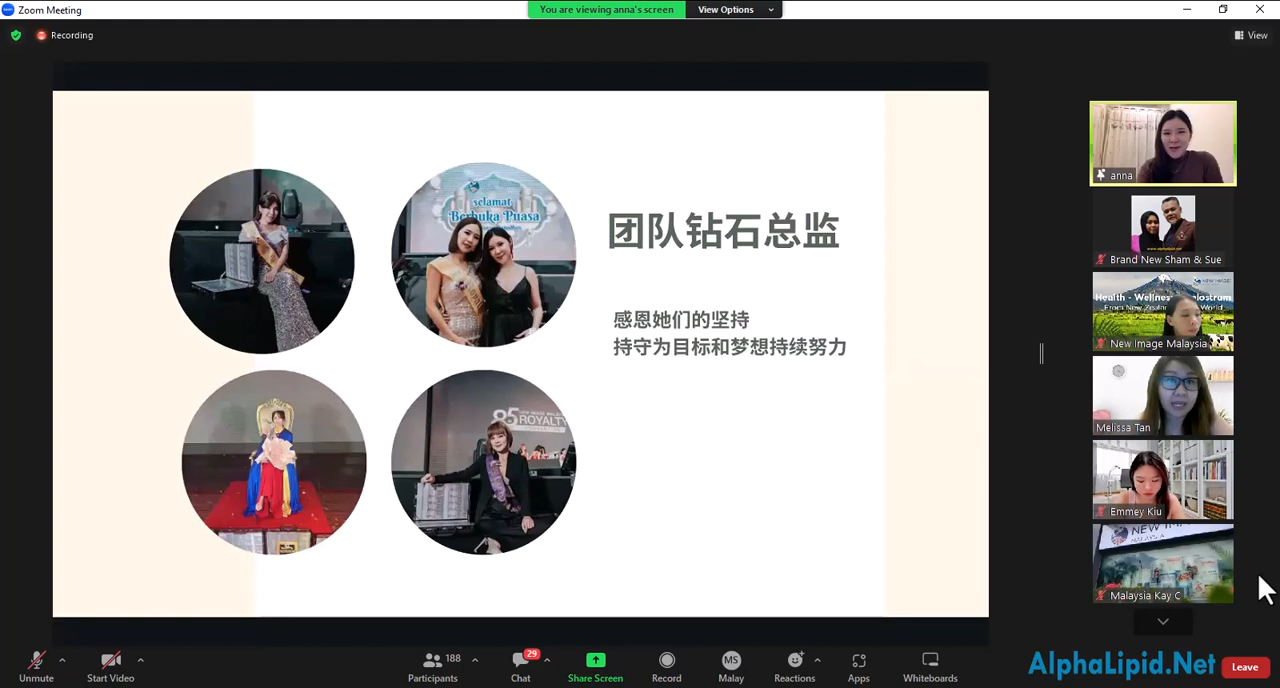 Zoom Meeting
You are viewing anna's screen
View Options
Recording
View
selamat
Berbuka Puasa
团队钻石总监
感恩她们的坚持
持守为目标和梦想持续努力
85
ROYALTY
anna
Brand New Sham & Sue
Health - Wellness
New Image Malaysia
Melissa Tan
Emmey Kiu
NEW IMA
Malaysia Kay C
Unmute
Start Video
Participants
188
Chat
29
Share Screen
Record
MS
Malay
Reactions
Apps
Whiteboards
AlphaLipid.Net
Leave